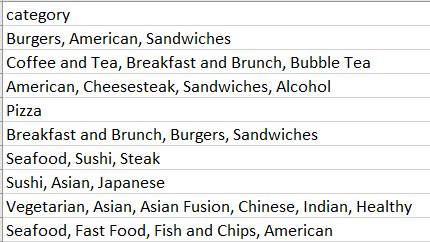 category
Burgers, American, Sandwiches
Coffee and Tea, Breakfast and Brunch, Bubble Tea
American, Cheesesteak, Sandwiches, Alcohol
Pizza
Breakfast and Brunch, Burgers, Sandwiches
Seafood, Sushi, Steak
Sushi, Asian, Japanese
Vegetarian, Asian, Asian Fusion, Chinese, Indian, Healthy
Seafood, Fast Food, Fish and Chips, American